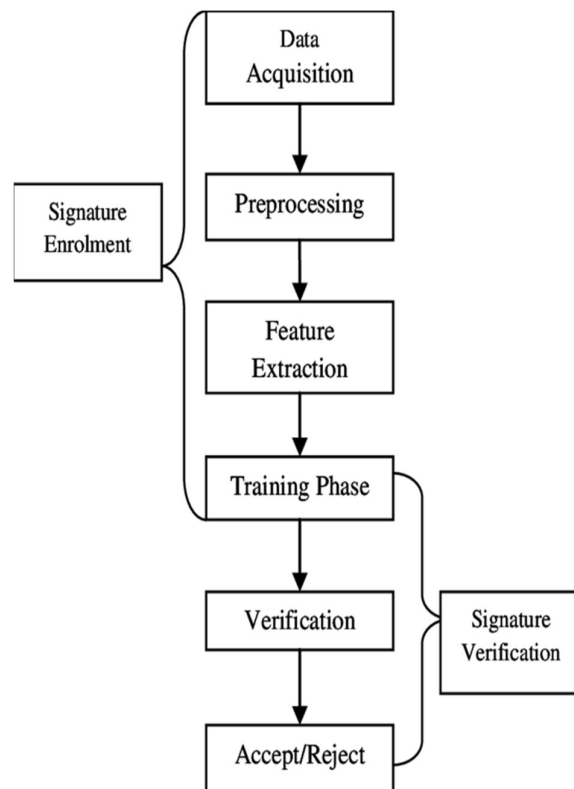 Data
Acquisition
Preprocessing
Signature
Enrolment
Feature
Extraction
Training Phase
Verification
Signature
Verification
Accept/Reject